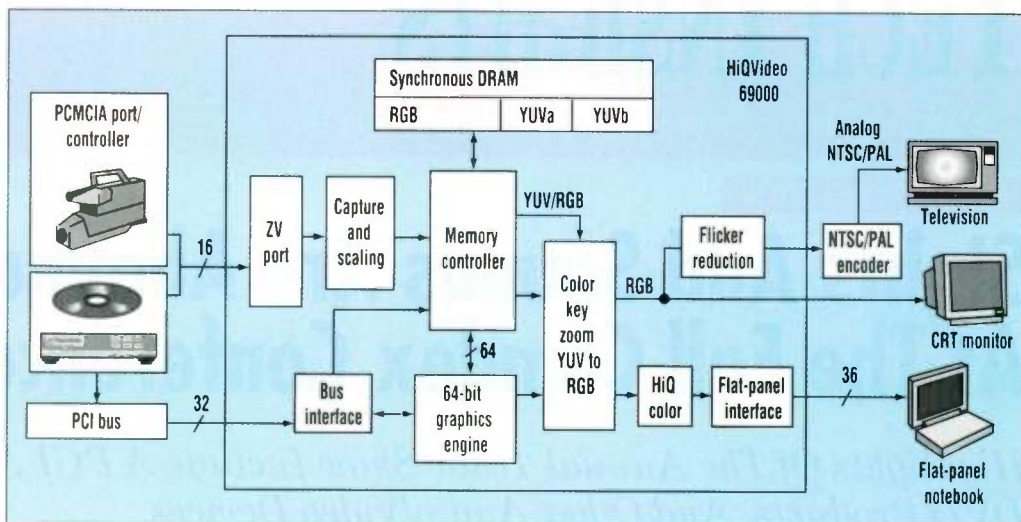 Synchronous DRAM
RGB
YUVa
YUVb
HiQVideo
69000
PCMCIA port/
controller
16
PCI bus
32
ZV
port
Capture
and
scaling
Memory
controller
YUV/RGB
64
Bus
interface
64-bit
graphics
engine
Color
key
zoom
YUV to
RGB
RGB
Flicker
reduction
HiQ
color
Flat-panel
interface
36
Analog
NTSC/PAL
NTSC/PAL
encoder
Television
CRT monitor
Flat-panel
notebook